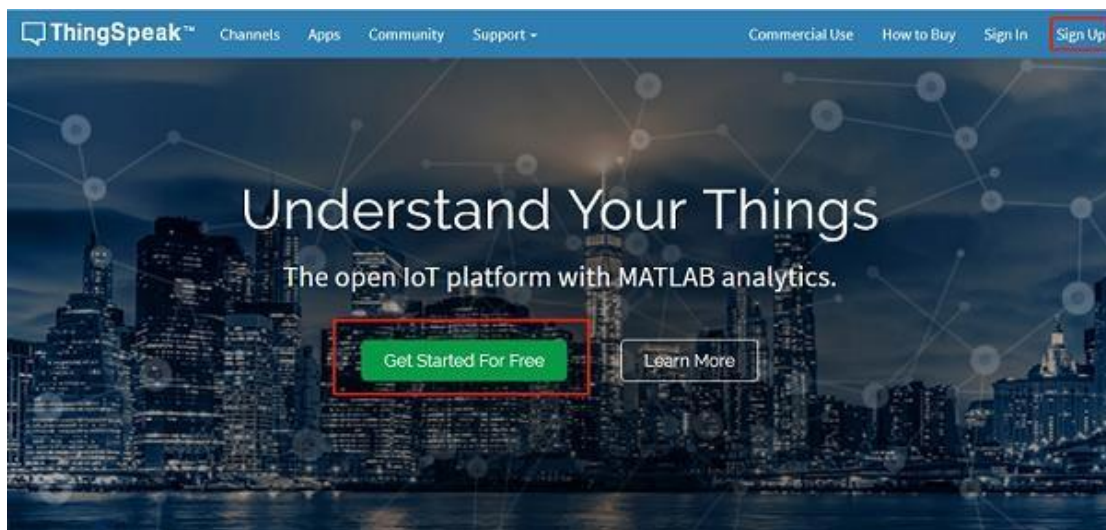 ThingSpeak™ Channels Apps Community Support Commercial Use How to Buy Sign In Sign Up
Understand Your Things
The open IoT platform with MATLAB analytics.
Get Started For Free Learn More